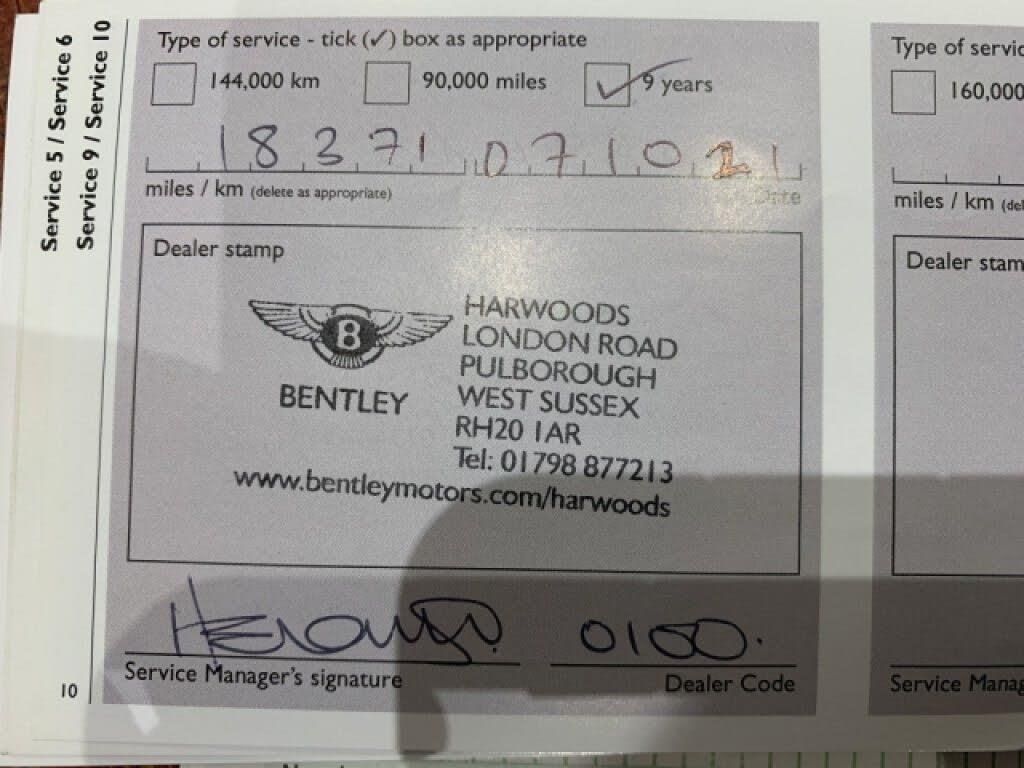 Service 5 / Service 6
Service 9 / Service 10
Type of service - tick (✓) box as appropriate
144,000 km 90,000 miles ✓ 9 years
18371 071021
miles / km (delete as appropriate) Date
Dealer stamp
B
BENTLEY
HARWOODS
LONDON ROAD
PULBOROUGH
WEST SUSSEX
RH20 1AR
Tel: 01798 877213
www.bentleymotors.com/harwoods
0100.
Service Manager's signature Dealer Code
10
Type of servic
160,000
miles / km (del
Dealer stam
Service Manag